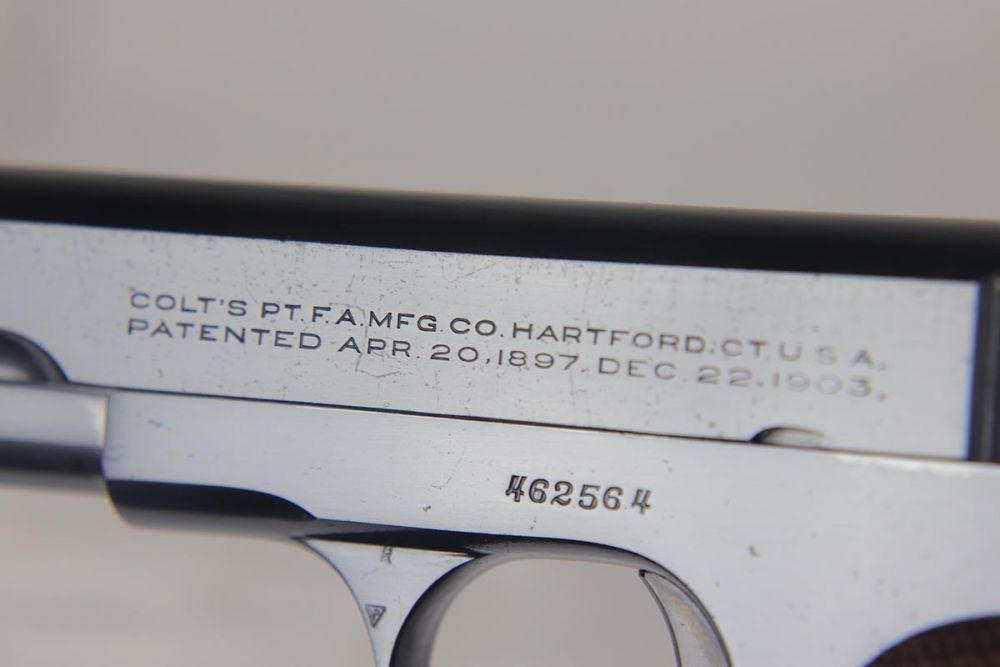 COLT'S PT.F.A.MFG.CO.HARTFORD.CT.U S A.
PATENTED APR. 20,1897. DEC. 22,1903.
462564